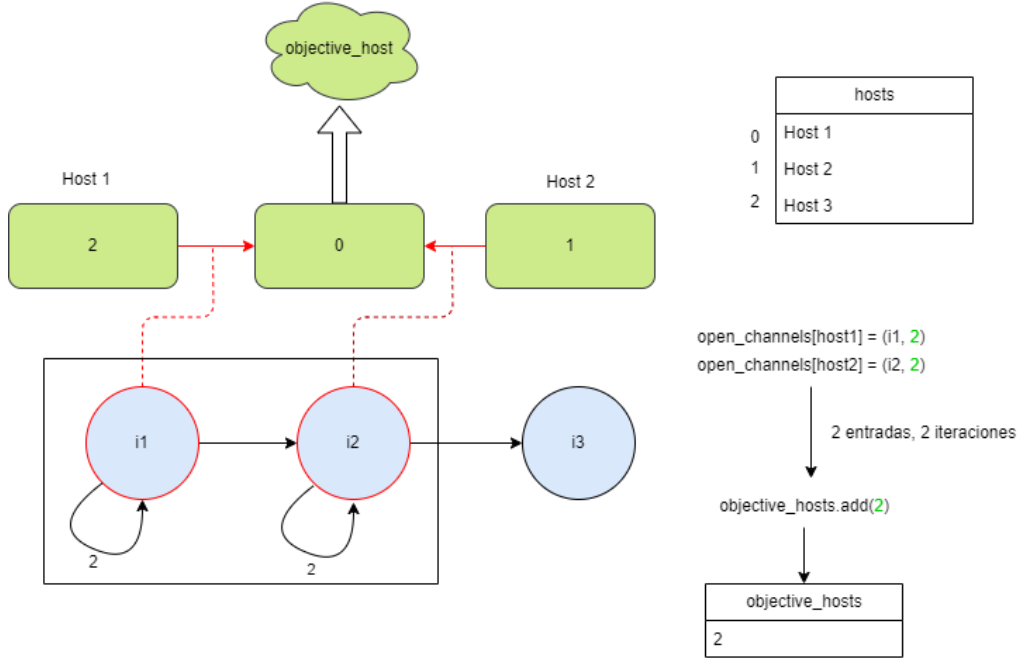 objective_host
Host 1
Host 2
2
0
1
hosts
0
Host 1
1
Host 2
2
Host 3
i1
i2
i3
2
2
open_channels[host1] = (i1, 2)
open_channels[host2] = (i2, 2)
2 entradas, 2 iteraciones
objective_hosts.add(2)
objective_hosts
2